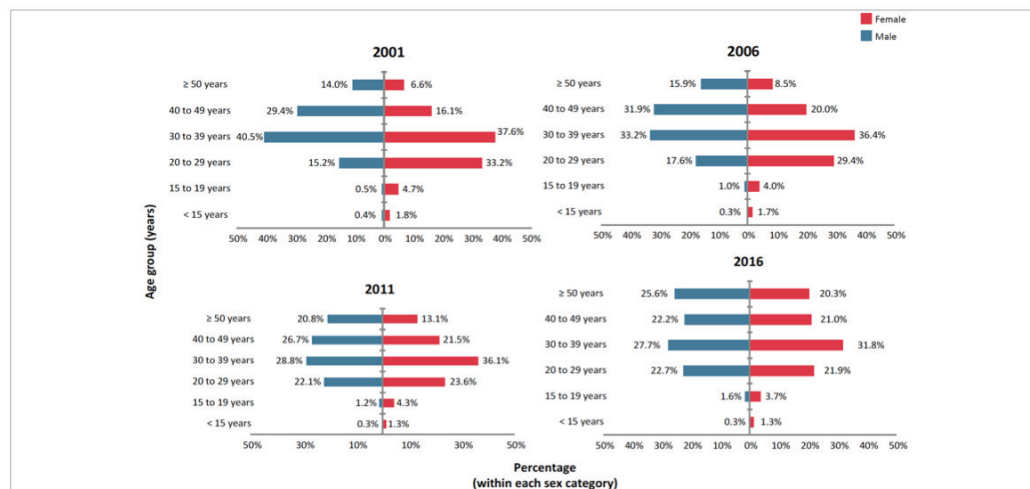 Female
Male
2001
≥ 50 years 14.0% 6.6%
40 to 49 years 29.4% 16.1%
30 to 39 years 40.5% 37.6%
20 to 29 years 15.2% 33.2%
15 to 19 years 0.5% 4.7%
< 15 years 0.4% 1.8%
50% 40% 30% 20% 10% 0% 10% 20% 30% 40% 50%
2006
≥ 50 years 15.9% 8.5%
40 to 49 years 31.9% 20.0%
30 to 39 years 33.2% 36.4%
20 to 29 years 17.6% 29.4%
15 to 19 years 1.0% 4.0%
< 15 years 0.3% 1.7%
50% 40% 30% 20% 10% 0% 10% 20% 30% 40% 50%
Age group (years)
2011
≥ 50 years 20.8% 13.1%
40 to 49 years 26.7% 21.5%
30 to 39 years 28.8% 36.1%
20 to 29 years 22.1% 23.6%
15 to 19 years 1.2% 4.3%
< 15 years 0.3% 1.3%
50% 30% 10% 10% 30% 50%
2016
≥ 50 years 25.6% 20.3%
40 to 49 years 22.2% 21.0%
30 to 39 years 27.7% 31.8%
20 to 29 years 22.7% 21.9%
15 to 19 years 1.6% 3.7%
< 15 years 0.3% 1.3%
50% 40% 30% 20% 10% 0% 10% 20% 30% 40% 50%
Percentage
(within each sex category)